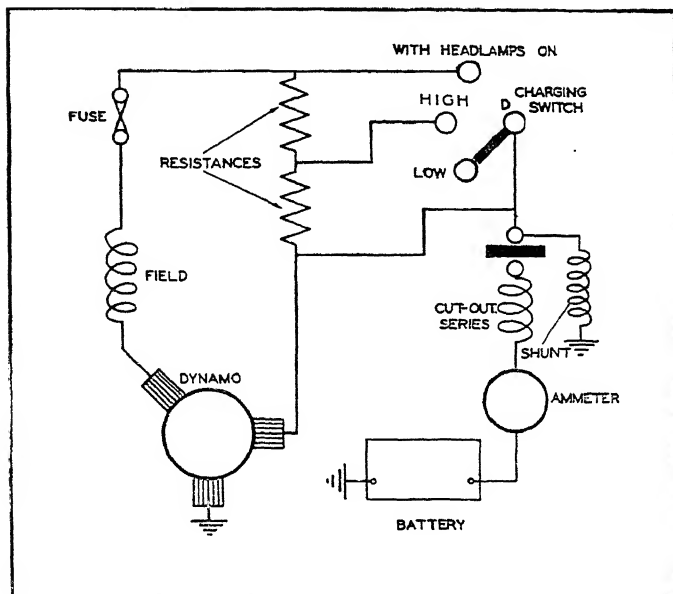 WITH HEADLAMPS ON
FUSE
HIGH
D
CHARGING
SWITCH
RESISTANCES
LOW
FIELD
CUT-OUT
SERIES
SHUNT
DYNAMO
AMMETER
BATTERY